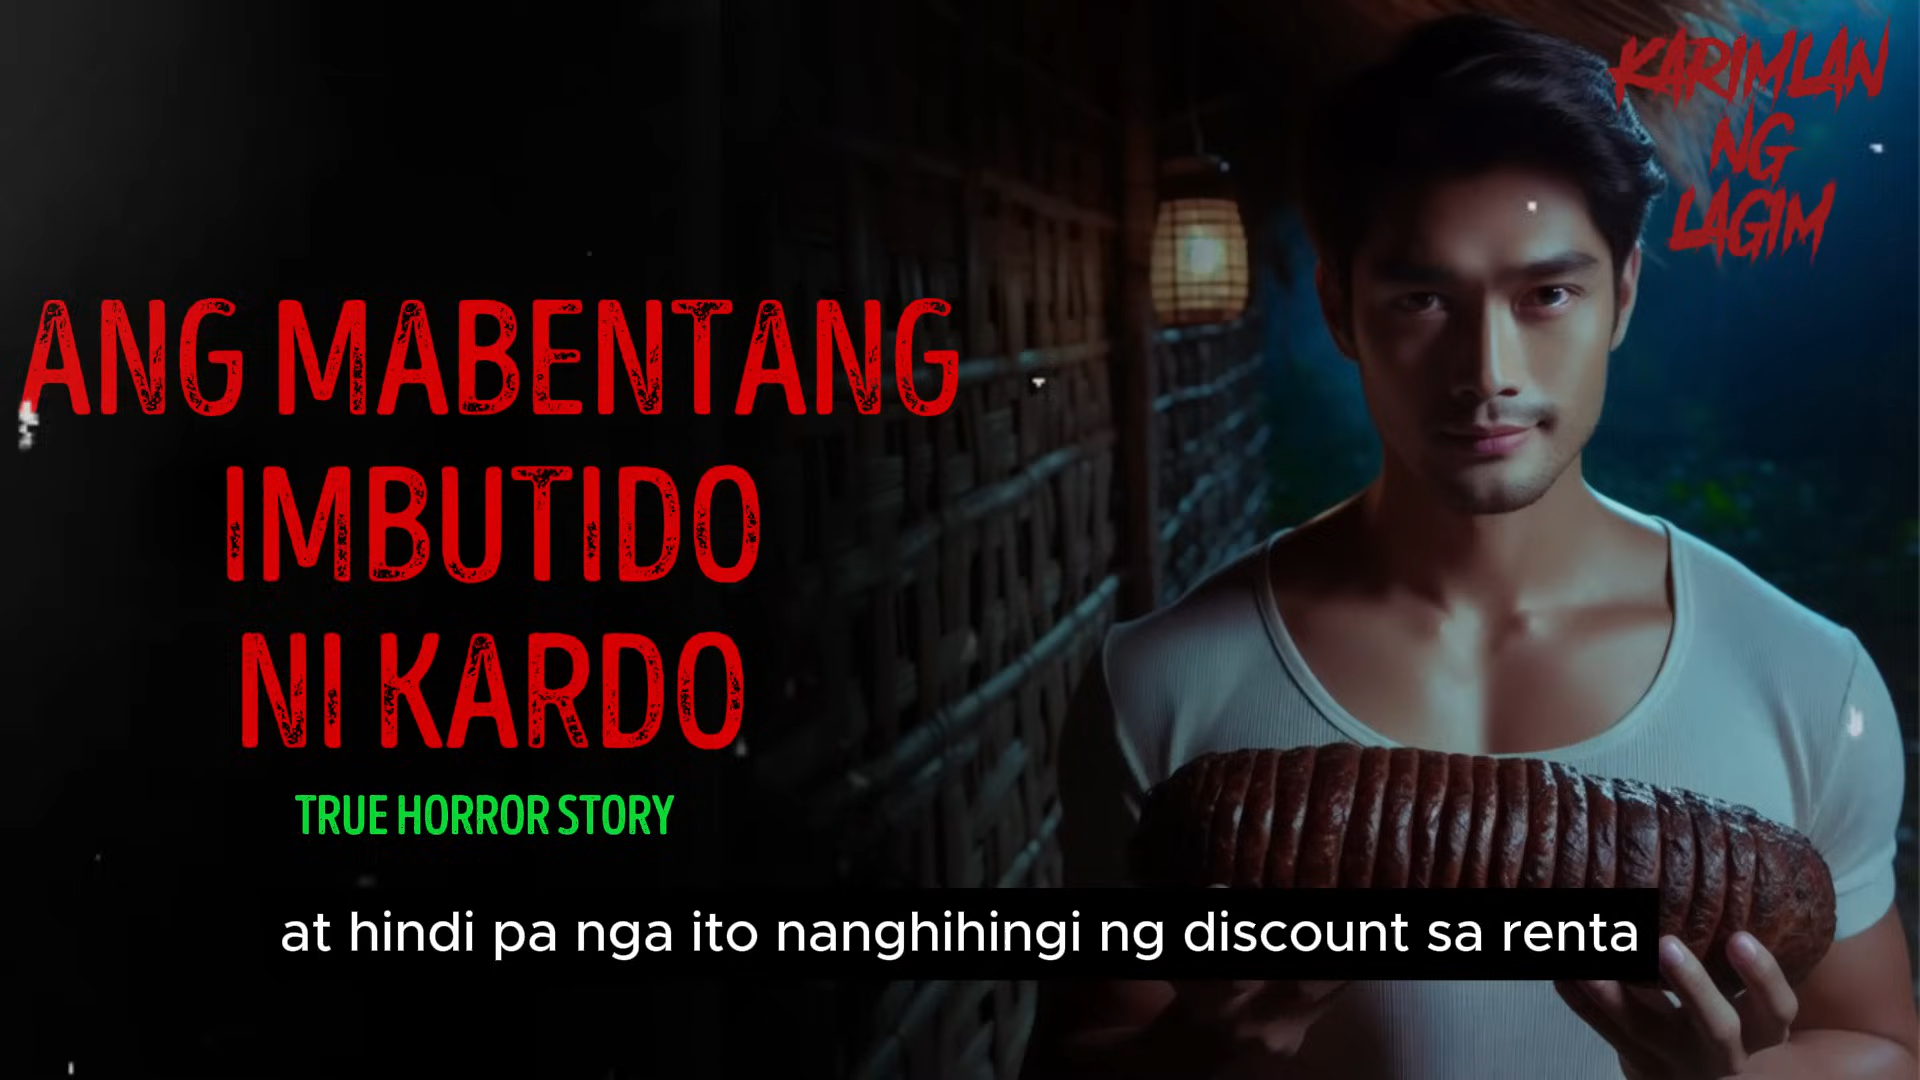 KARIMLAN
NG
LAGIM
ANG MABENTANG
IMBUTIDO
NI KARDO
TRUE HORROR STORY
at hindi pa nga ito nanghihingi ng discount sa renta